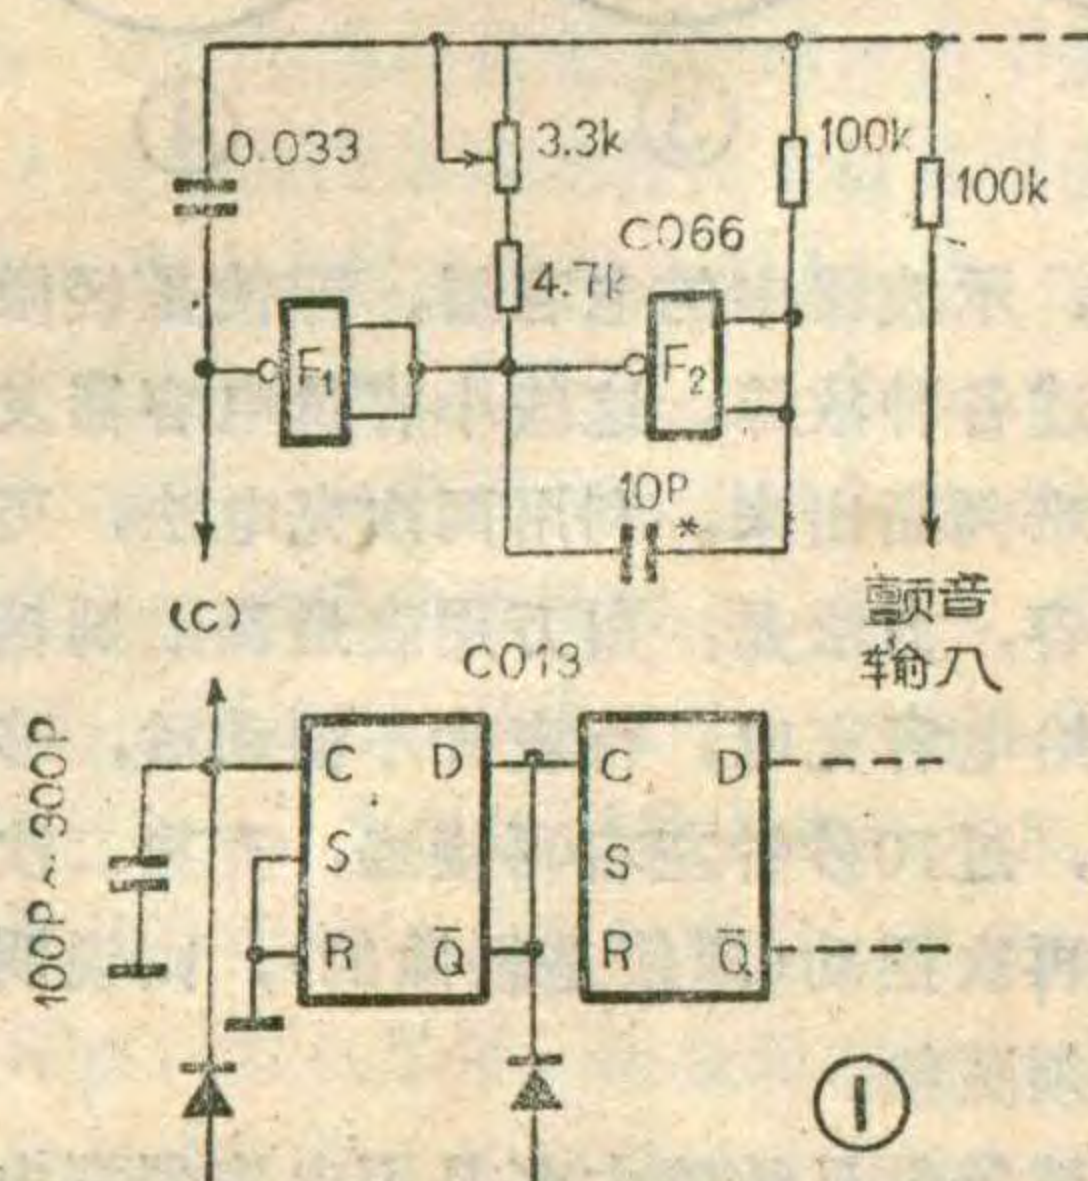 0.033
3.3k
100k
100k
C066
4.7k
F₁
F₂
10P
*
(C)
颤音
输入
C013
100P~300P
C D
S
R Q̄
C D
S
R Q̄
①